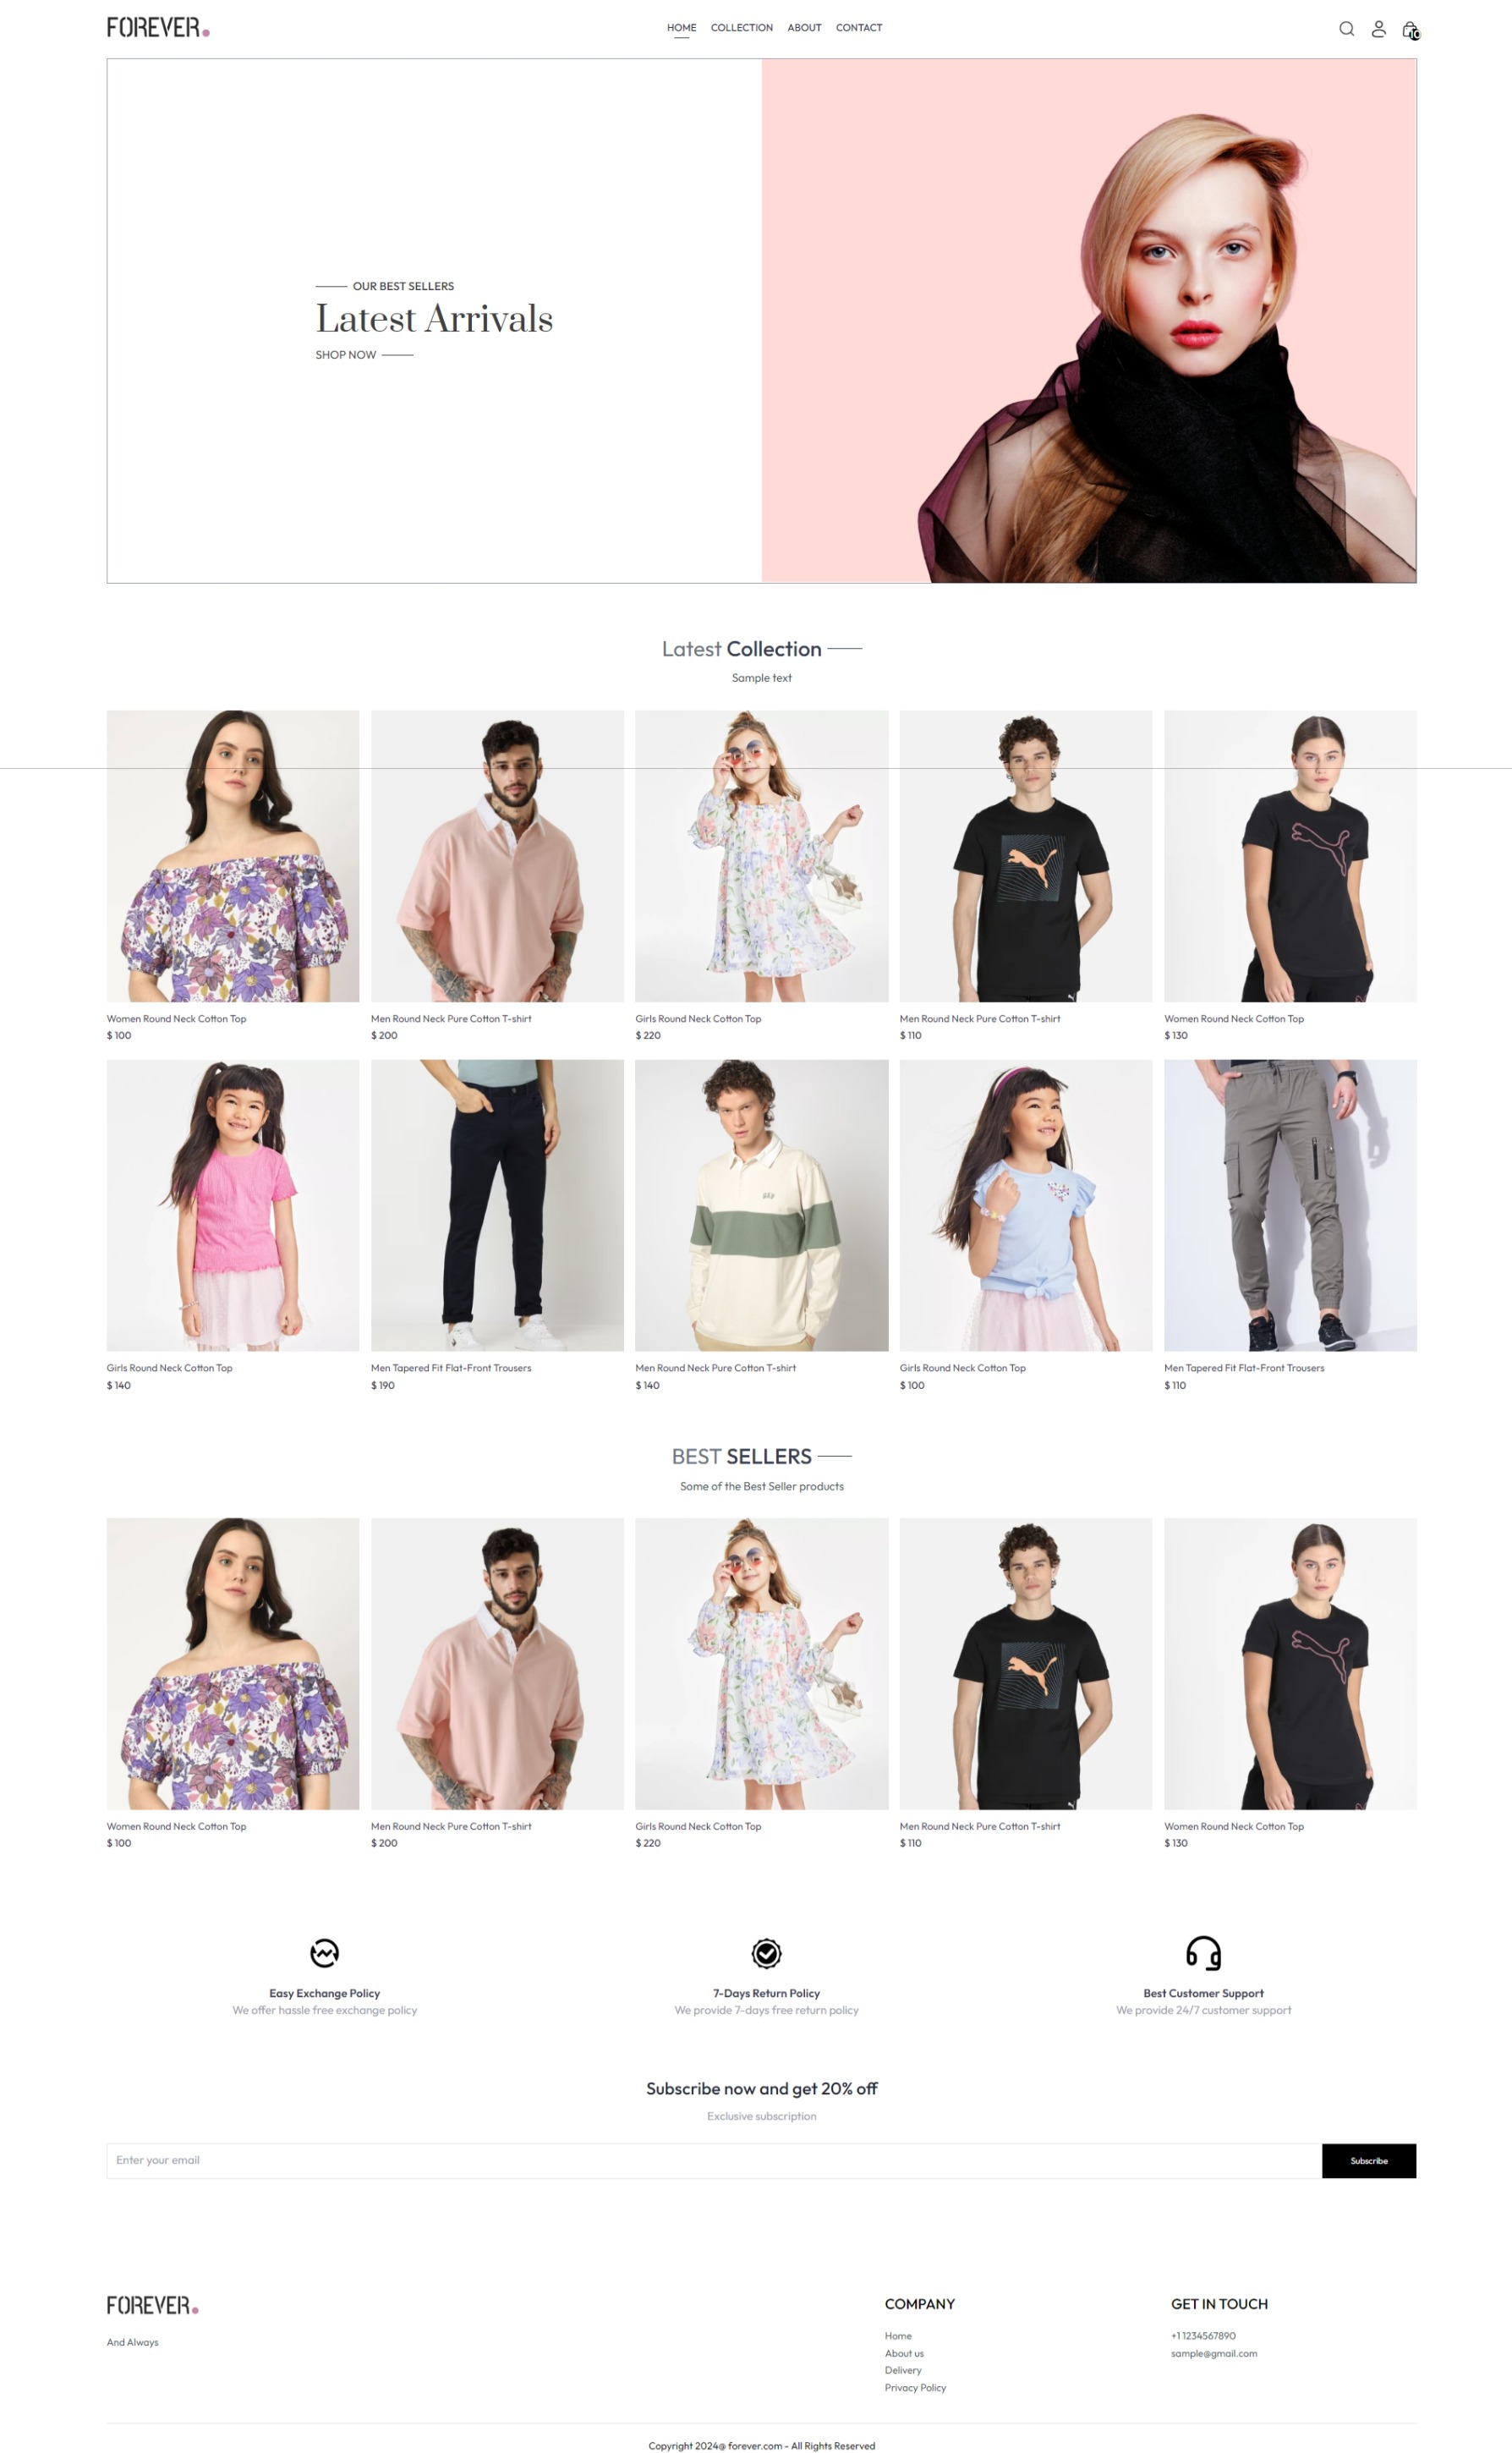 FOREVER.
HOME COLLECTION ABOUT CONTACT
10
OUR BEST SELLERS
Latest Arrivals
SHOP NOW
Latest Collection
Sample text
Women Round Neck Cotton Top
$ 100
Men Round Neck Pure Cotton T-shirt
$ 200
Girls Round Neck Cotton Top
$ 220
Men Round Neck Pure Cotton T-shirt
$ 110
Women Round Neck Cotton Top
$ 130
GAP
Girls Round Neck Cotton Top
$ 140
Men Tapered Fit Flat-Front Trousers
$ 190
Men Round Neck Pure Cotton T-shirt
$ 140
Girls Round Neck Cotton Top
$ 100
Men Tapered Fit Flat-Front Trousers
$ 110
BEST SELLERS
Some of the Best Seller products
Women Round Neck Cotton Top
$ 100
Men Round Neck Pure Cotton T-shirt
$ 200
Girls Round Neck Cotton Top
$ 220
Men Round Neck Pure Cotton T-shirt
$ 110
Women Round Neck Cotton Top
$ 130
Easy Exchange Policy
We offer hassle free exchange policy
7-Days Return Policy
We provide 7-days free return policy
Best Customer Support
We provide 24/7 customer support
Subscribe now and get 20% off
Exclusive subscription
Enter your email
Subscribe
FOREVER.
And Always
COMPANY
Home
About us
Delivery
Privacy Policy
GET IN TOUCH
+1 1234567890
sample@gmail.com
Copyright 2024@ forever.com - All Rights Reserved